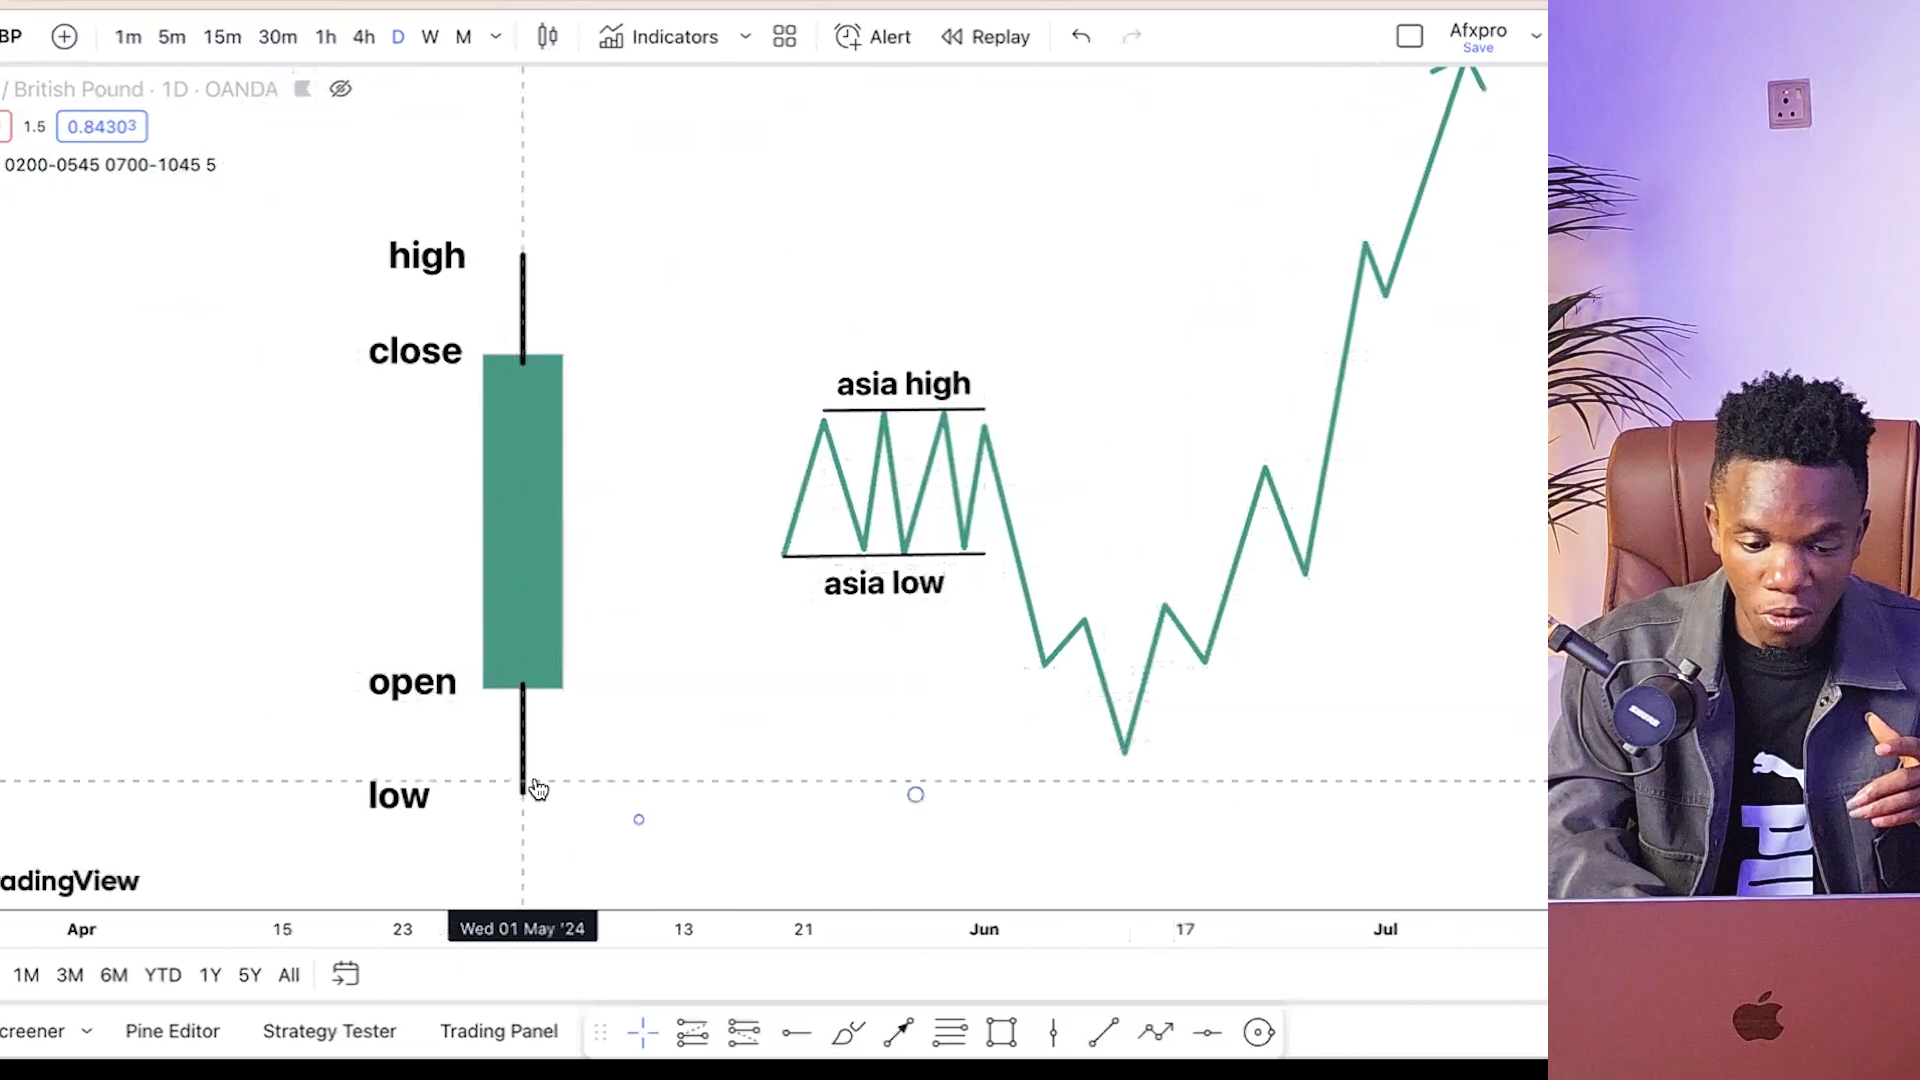 BP 1m 5m 15m 30m 1h 4h D W M Indicators Alert Replay Afxpro
Save
/ British Pound · 1D · OANDA
1.5 0.84303
0200-0545 0700-1045 5
high
close
asia high
asia low
open
low
adingView
Apr 15 23 Wed 01 May '24 13 21 Jun 17 Jul
1M 3M 6M YTD 1Y 5Y All
creener Pine Editor Strategy Tester Trading Panel
SHURE